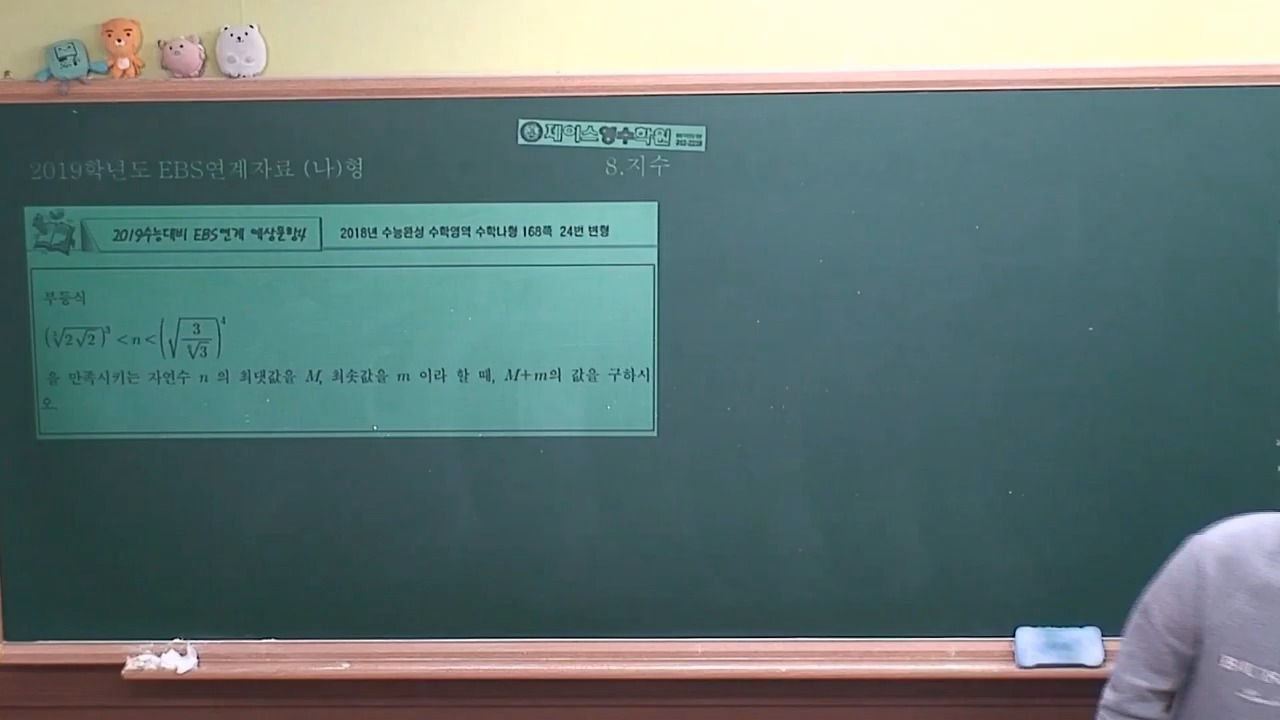 제이스영수학원
2019학년도 EBS연계자료 (나)형
8.지수
2019수능대비 EBS연계 예상문항4
2018년 수능완성 수학영역 수학나형 168쪽 24번 변형
부등식
(∛(2√2))³ < n < (√(3/(∜3)))⁴
을 만족시키는 자연수 n 의 최댓값을 M, 최솟값을 m 이라 할 때, M+m의 값을 구하시
오